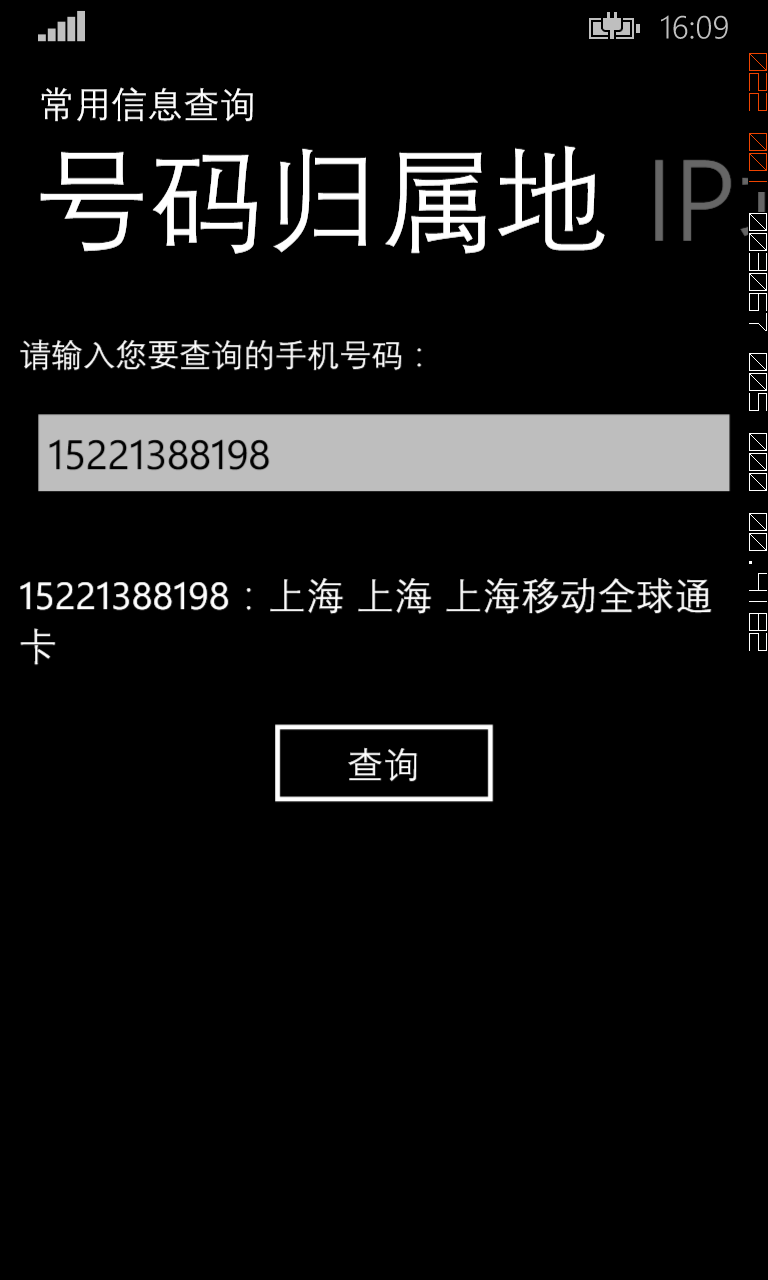 16:09
常用信息查询
号码归属地 IP
请输入您要查询的手机号码：
15221388198
15221388198：上海 上海 上海移动全球通
卡
查询